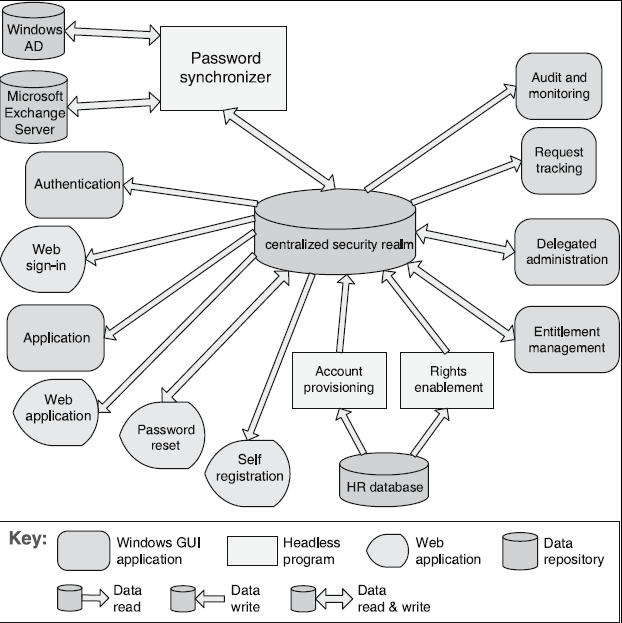 Windows
AD
Password
synchronizer
Microsoft
Exchange
Server
Audit and
monitoring
Request
tracking
Authentication
centralized security realm
Web
sign-in
Delegated
administration
Application
Entitlement
management
Account
provisioning
Rights
enablement
Web
application
Password
reset
Self
registration
HR database
Key:
Windows GUI
application
Headless
program
Web
application
Data
repository
Data
read
Data
write
Data
read & write